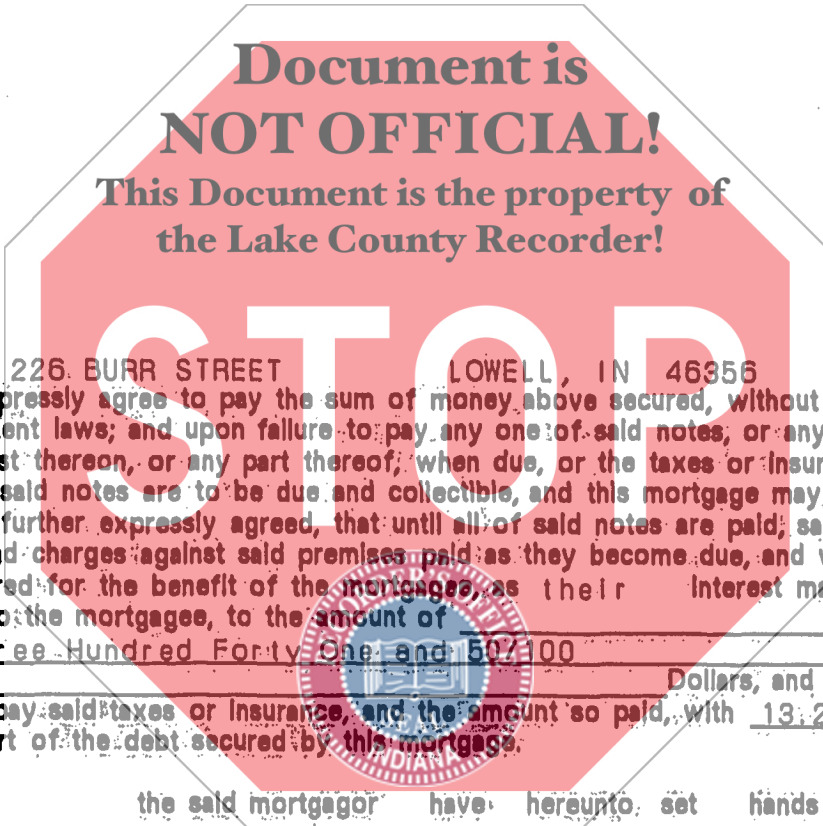 Document is
NOT OFFICIAL!
This Document is the property of
the Lake County Recorder!
STOP
226 BURR STREET LOWELL, IN 46356
pressly agree to pay the sum of money above secured, without
ent laws; and upon failure to pay any one of said notes, or any
st thereon, or any part thereof, when due, or the taxes or insur
said notes are to be due and collectible, and this mortgage may
further expressly agreed, that until all of said notes are paid, sa
d charges against said premises paid as they become due, and
ed for the benefit of the mortgagee, as their interest ma
o the mortgagee, to the amount of
ee Hundred Forty One and 50/100
Dollars, and
pay said taxes or insurance, and the amount so paid, with 13.2
rt of the debt secured by this mortgage.
the said mortgagor have hereunto set hands
INDIANA